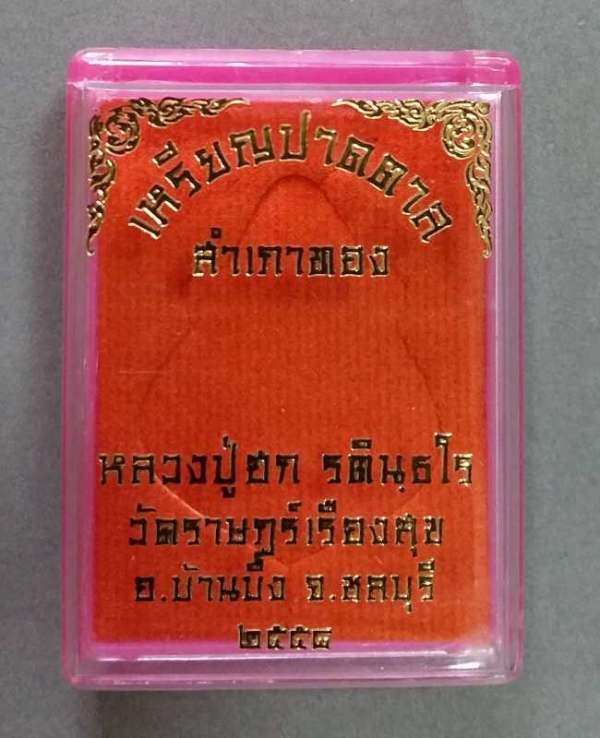 เหรียญปาดตาล
สำเภาทอง
หลวงปู่ฮก รตินฺธโร
วัดราษฎร์เรืองสุข
อ.บ้านบึง จ.ชลบุรี
๒๕๕๘